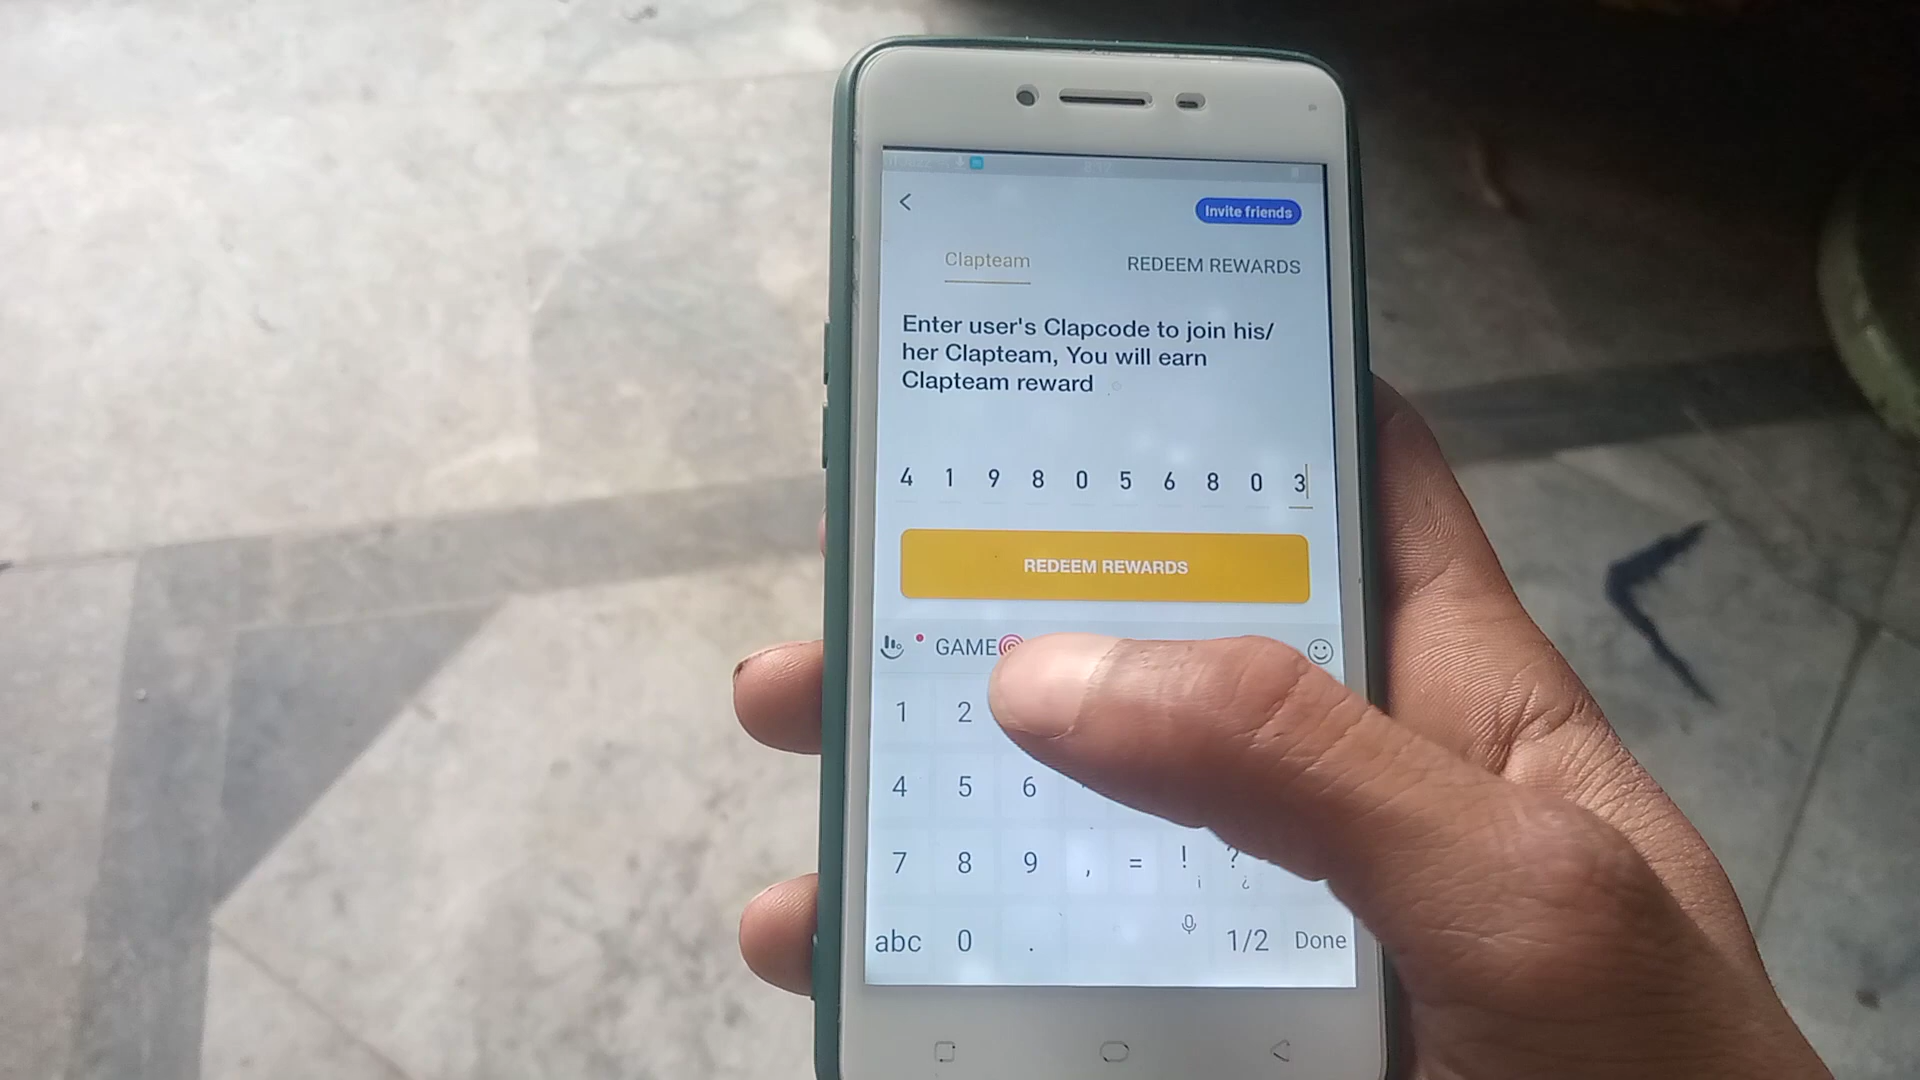 Invite friends
Clapteam
REDEEM REWARDS
Enter user's Clapcode to join his/
her Clapteam, You will earn
Clapteam reward
4 1 9 8 0 5 6 8 0 3
REDEEM REWARDS
GAME🎯
1 2
4 5 6
7 8 9 , = ! ?
¡ ¿
abc 0 . 1/2 Done